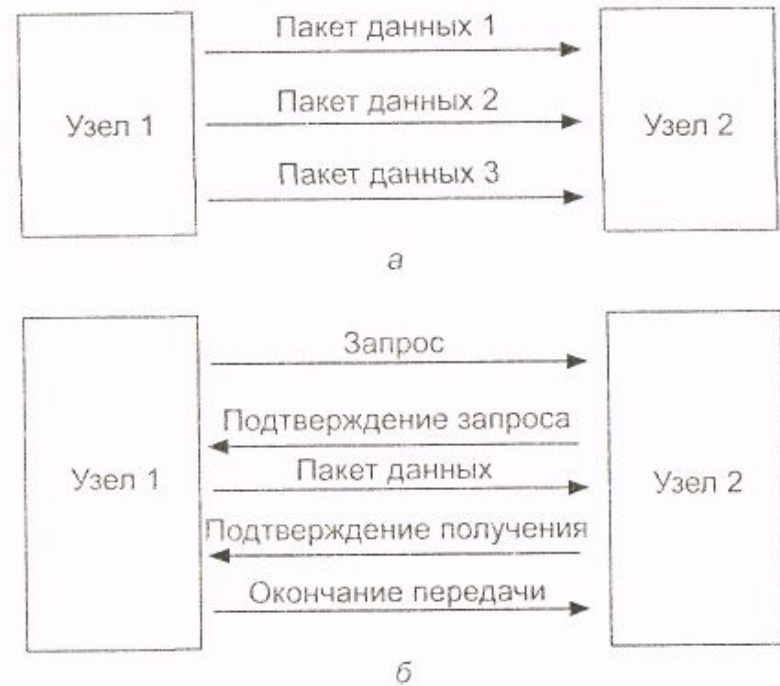 Пакет данных 1
Узел 1
Пакет данных 2
Узел 2
Пакет данных 3
а
Запрос
Подтверждение запроса
Узел 1
Пакет данных
Узел 2
Подтверждение получения
Окончание передачи
б